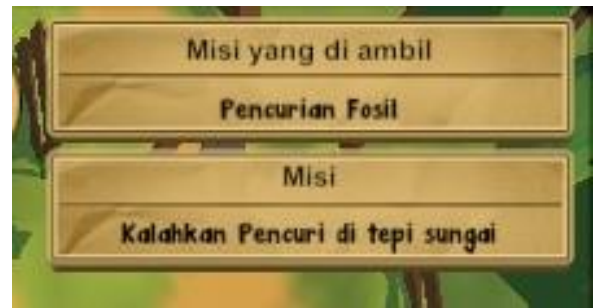 Misi yang di ambil
Pencurian Fosil
Misi
Kalahkan Pencuri di tepi sungai